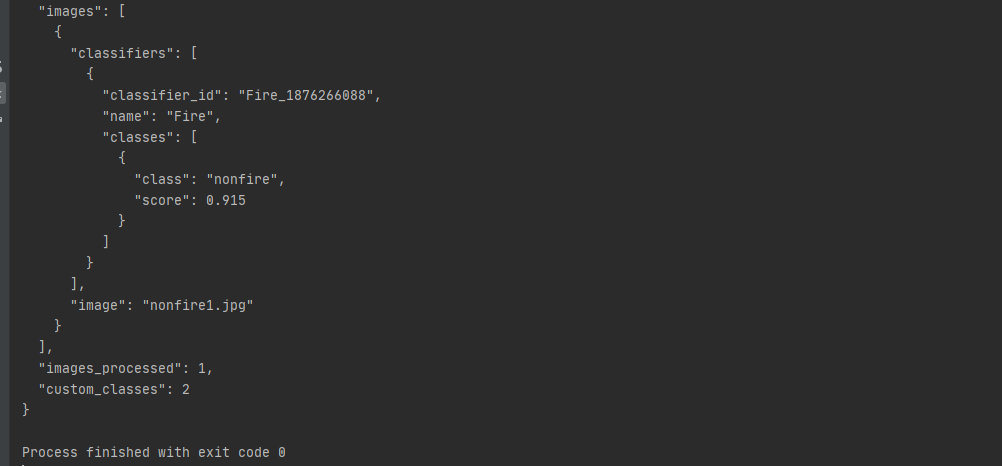 "images": [
{
"classifiers": [
{
"classifier_id": "Fire_1876266088",
"name": "Fire",
"classes": [
{
"class": "nonfire",
"score": 0.915
}
]
}
],
"image": "nonfire1.jpg"
}
],
"images_processed": 1,
"custom_classes": 2
}
Process finished with exit code 0